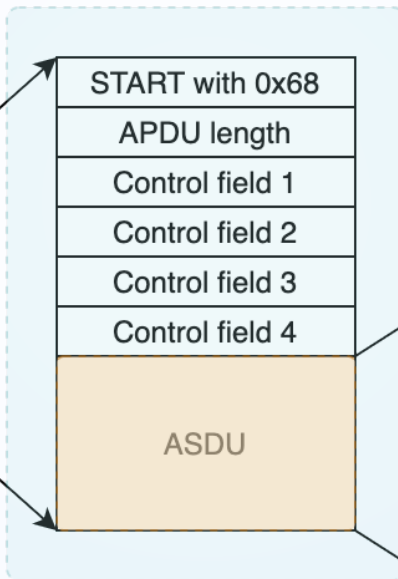 START with 0x68
APDU length
Control field 1
Control field 2
Control field 3
Control field 4
ASDU